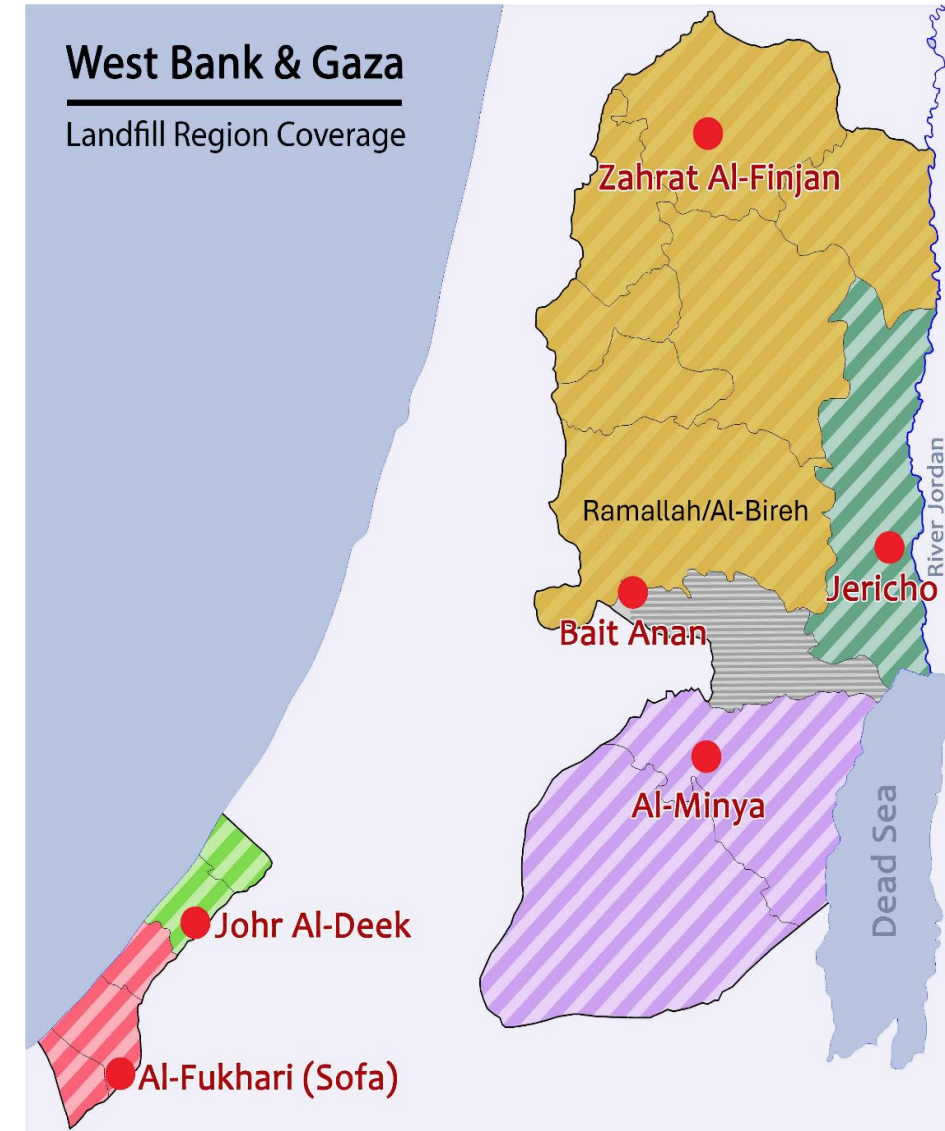 West Bank & Gaza
Landfill Region Coverage
Zahrat Al-Finjan
River Jordan
Ramallah/Al-Bireh
Jericho
Bait Anan
Al-Minya
Dead Sea
Johr Al-Deek
Al-Fukhari (Sofa)